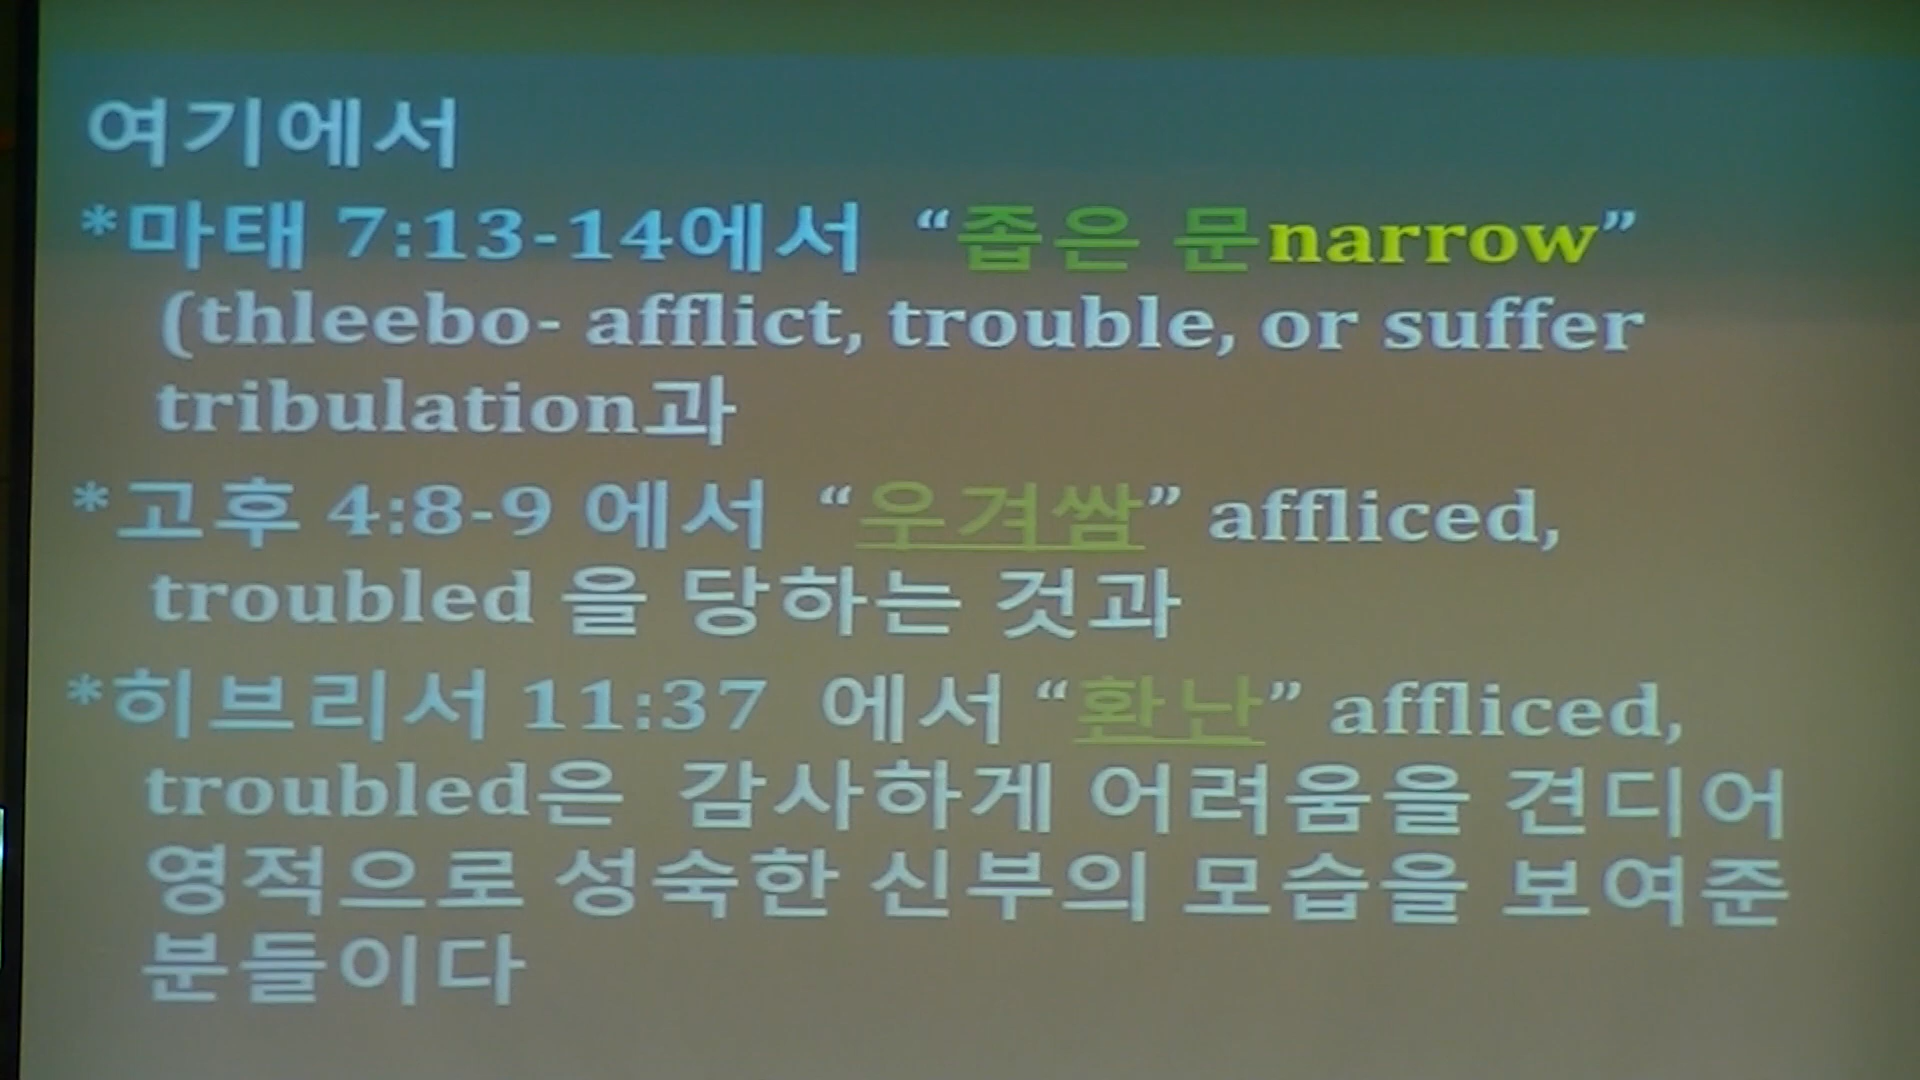 여기에서
*마태 7:13-14에서 “좁은 문narrow”
(thleebo- afflict, trouble, or suffer
tribulation과
*고후 4:8-9 에서 “우겨쌈” affliced,
troubled 을 당하는 것과
*히브리서 11:37 에서 “환난” affliced,
troubled은 감사하게 어려움을 견디어
영적으로 성숙한 신부의 모습을 보여준
분들이다